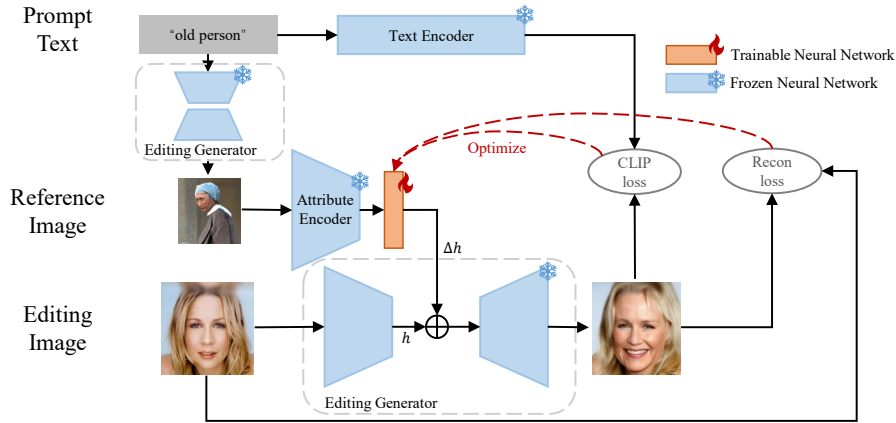 Prompt
Text
“old person”
Text Encoder
Trainable Neural Network
Frozen Neural Network
Editing Generator
Optimize
CLIP
loss
Recon
loss
Reference
Image
Attribute
Encoder
Δh
Editing
Image
h
Editing Generator